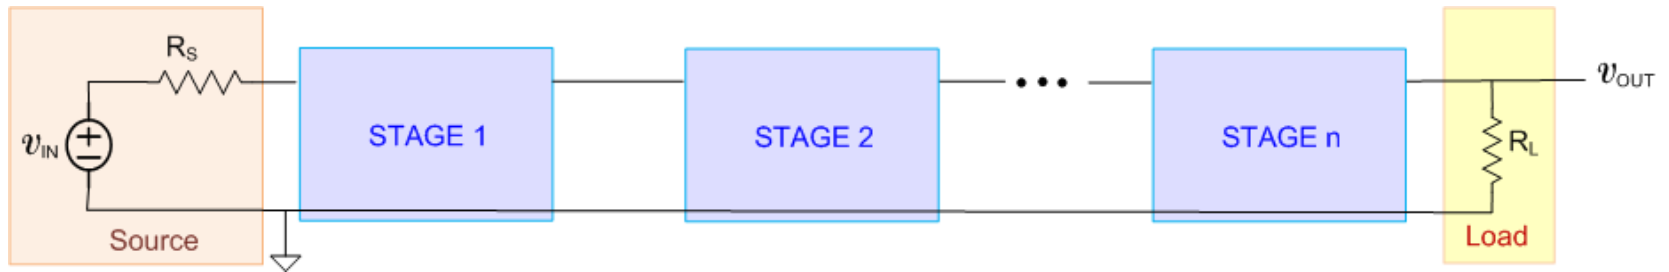 R_S
v_IN
STAGE 1
STAGE 2
•••
STAGE n
v_OUT
R_L
Source
Load